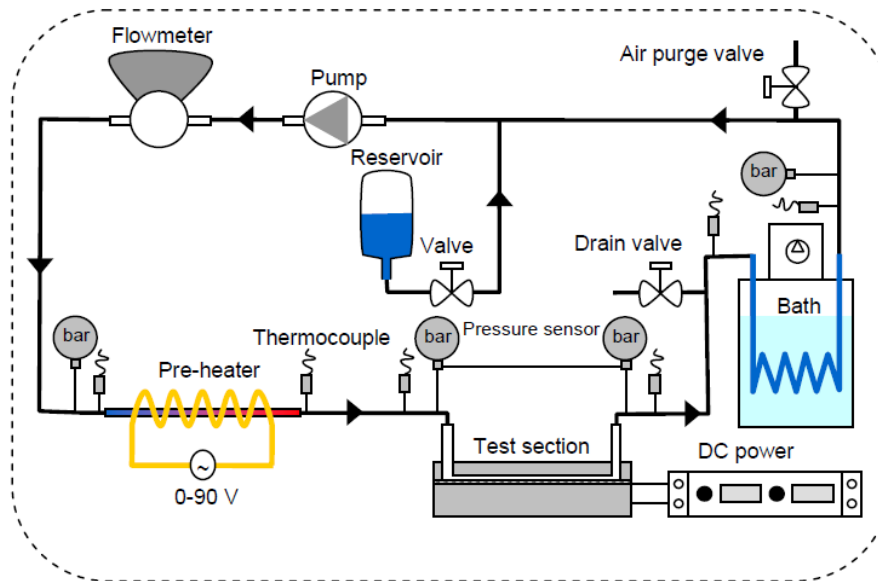 Flowmeter
Air purge valve
Pump
Reservoir
bar
Valve
Drain valve
Bath
bar
Thermocouple
bar
Pressure sensor
bar
Pre-heater
Test section
DC power
0-90 V